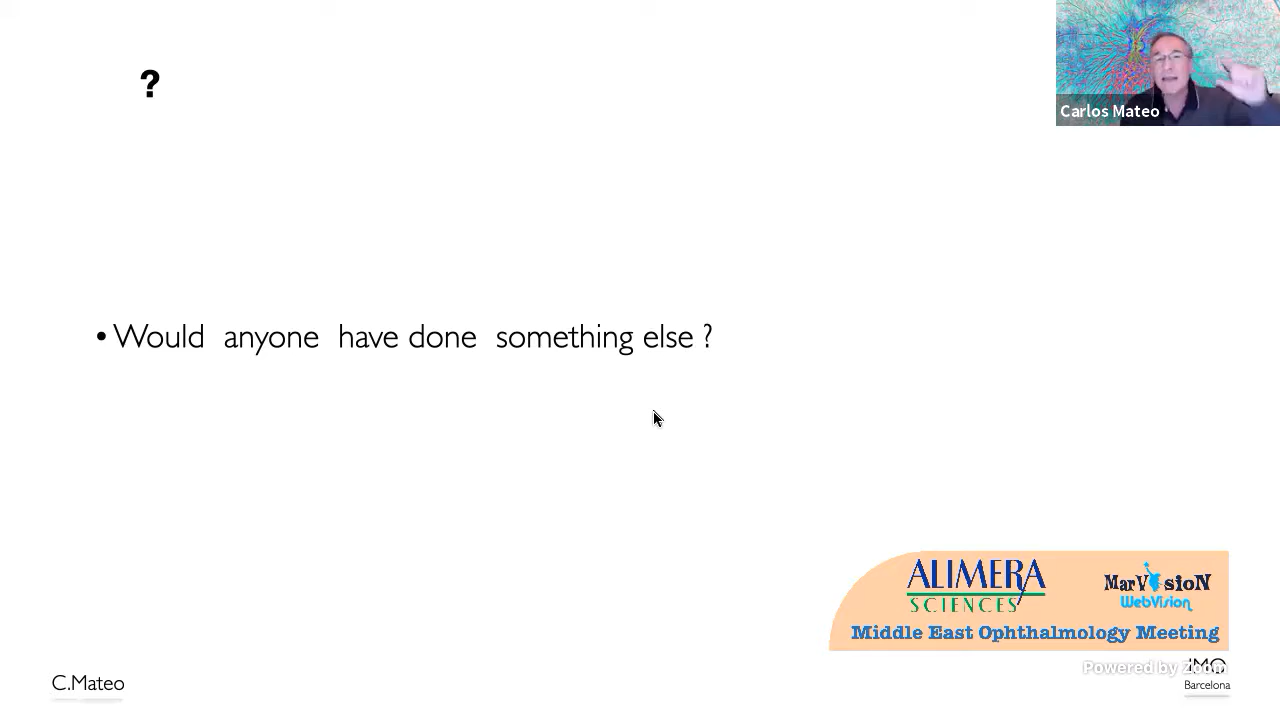 ?
Carlos Mateo
• Would anyone have done something else ?
ALIMERA
SCIENCES
MarVisioN
WebVision
Middle East Ophthalmology Meeting
Powered by Zoom
iMO
Barcelona
C.Mateo